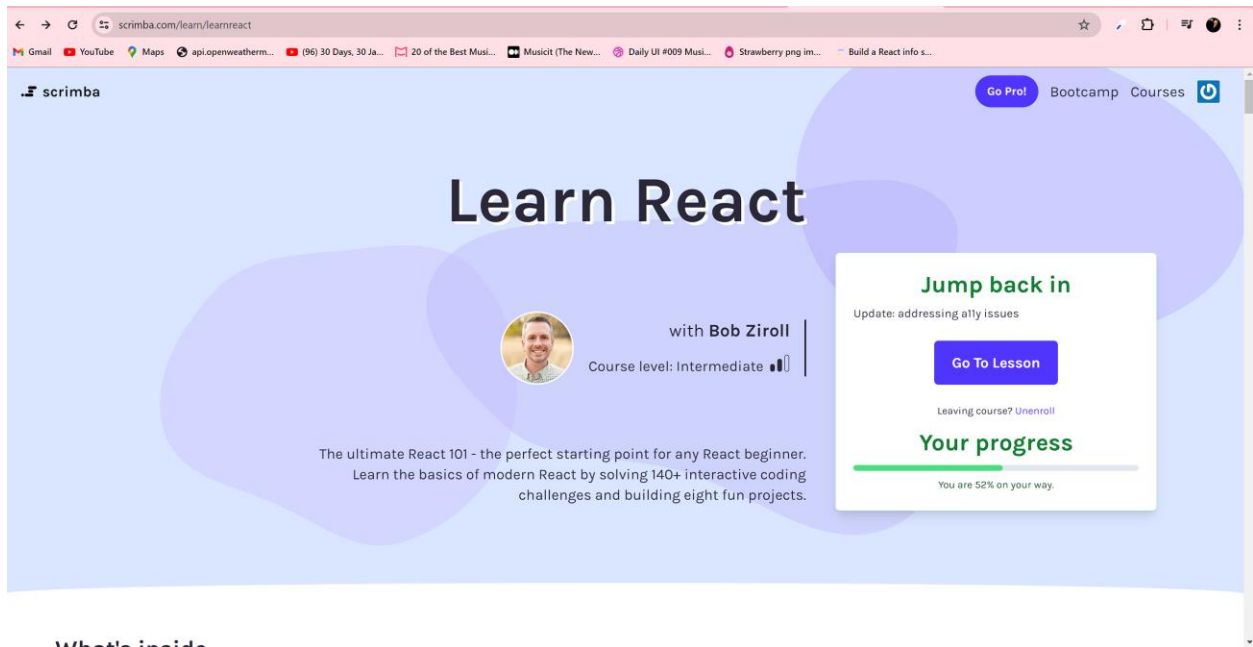 scrimba.com/learn/learnreact
Gmail YouTube Maps api.openweatherm... (96) 30 Days, 30 Ja... 20 of the Best Musi... Musicit (The New... Daily UI #009 Musi... Strawberry png im... Build a React info s...
scrimba Go Pro! Bootcamp Courses
Learn React
Jump back in
Update: addressing a11y issues
with Bob Ziroll
Course level: Intermediate
Go To Lesson
Leaving course? Unenroll
Your progress
The ultimate React 101 - the perfect starting point for any React beginner.
Learn the basics of modern React by solving 140+ interactive coding
challenges and building eight fun projects.
You are 52% on your way.
What's inside